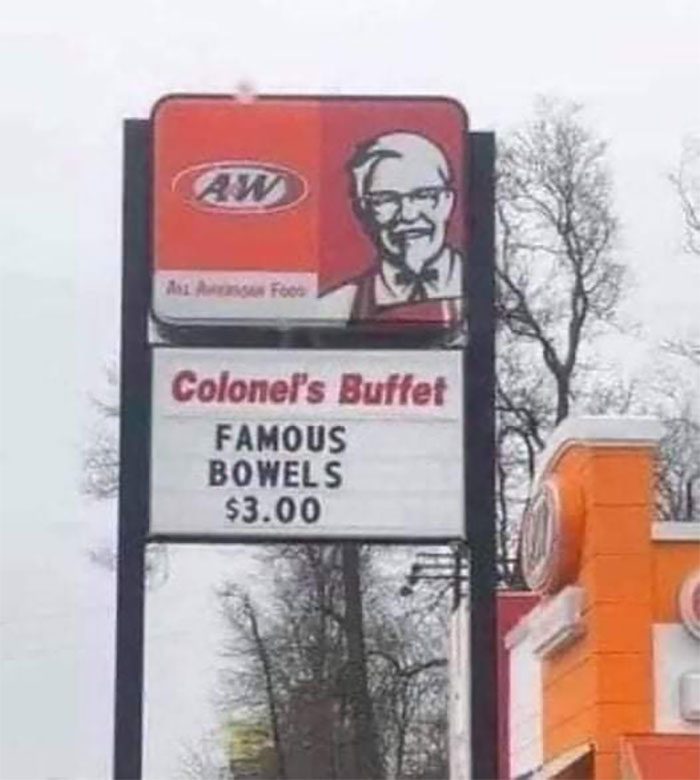 A&W
ALL AMERICAN FOOD
Colonel's Buffet
FAMOUS
BOWELS
$3.00